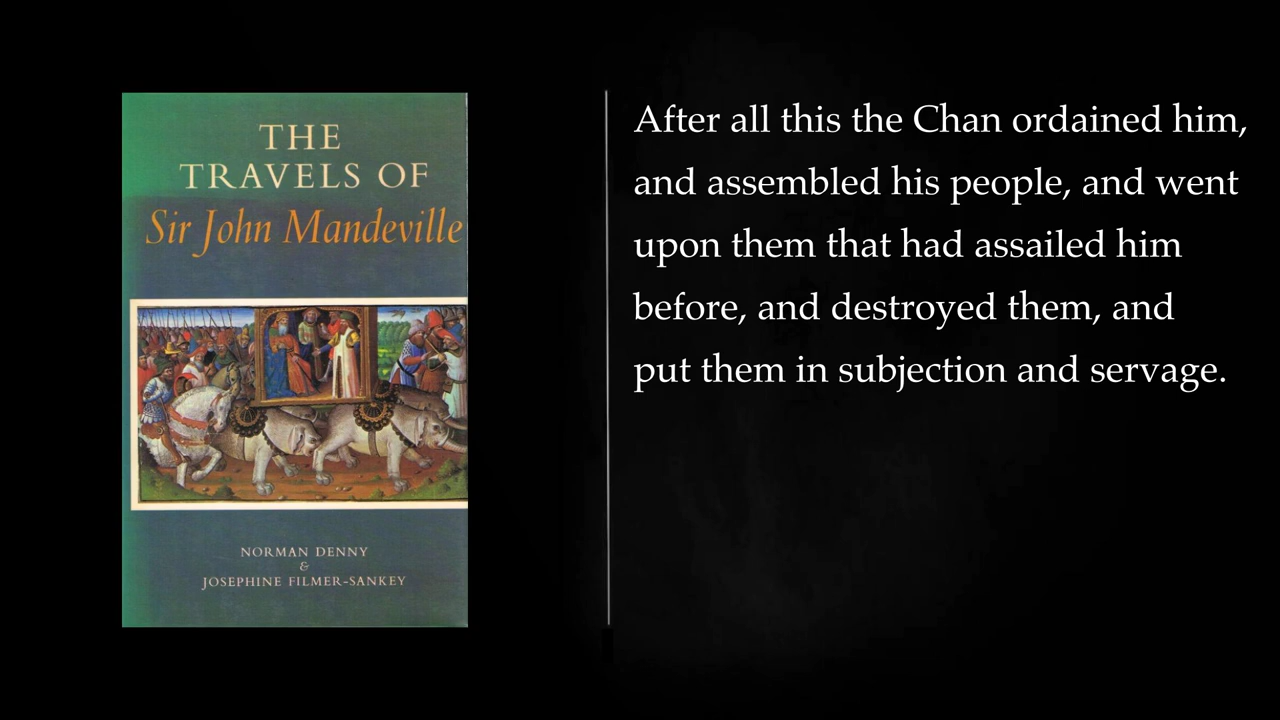 THE
TRAVELS OF
Sir John Mandeville
NORMAN DENNY
&
JOSEPHINE FILMER-SANKEY
After all this the Chan ordained him,
and assembled his people, and went
upon them that had assailed him
before, and destroyed them, and
put them in subjection and servage.